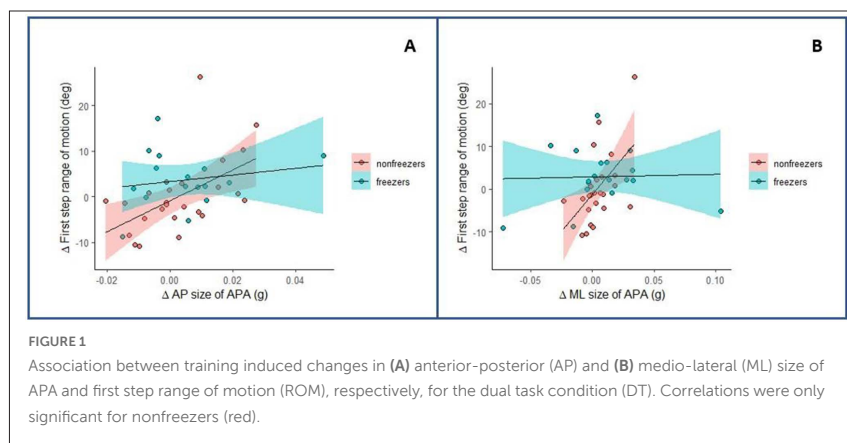 A
Δ First step range of motion (deg)
20
10
0
-10
-0.02
0.00
0.02
0.04
Δ AP size of APA (g)
nonfreezers
freezers
B
Δ First step range of motion (deg)
20
10
0
-10
-0.05
0.00
0.05
0.10
Δ ML size of APA (g)
nonfreezers
freezers
FIGURE 1
Association between training induced changes in (A) anterior-posterior (AP) and (B) medio-lateral (ML) size of
APA and first step range of motion (ROM), respectively, for the dual task condition (DT). Correlations were only
significant for nonfreezers (red).